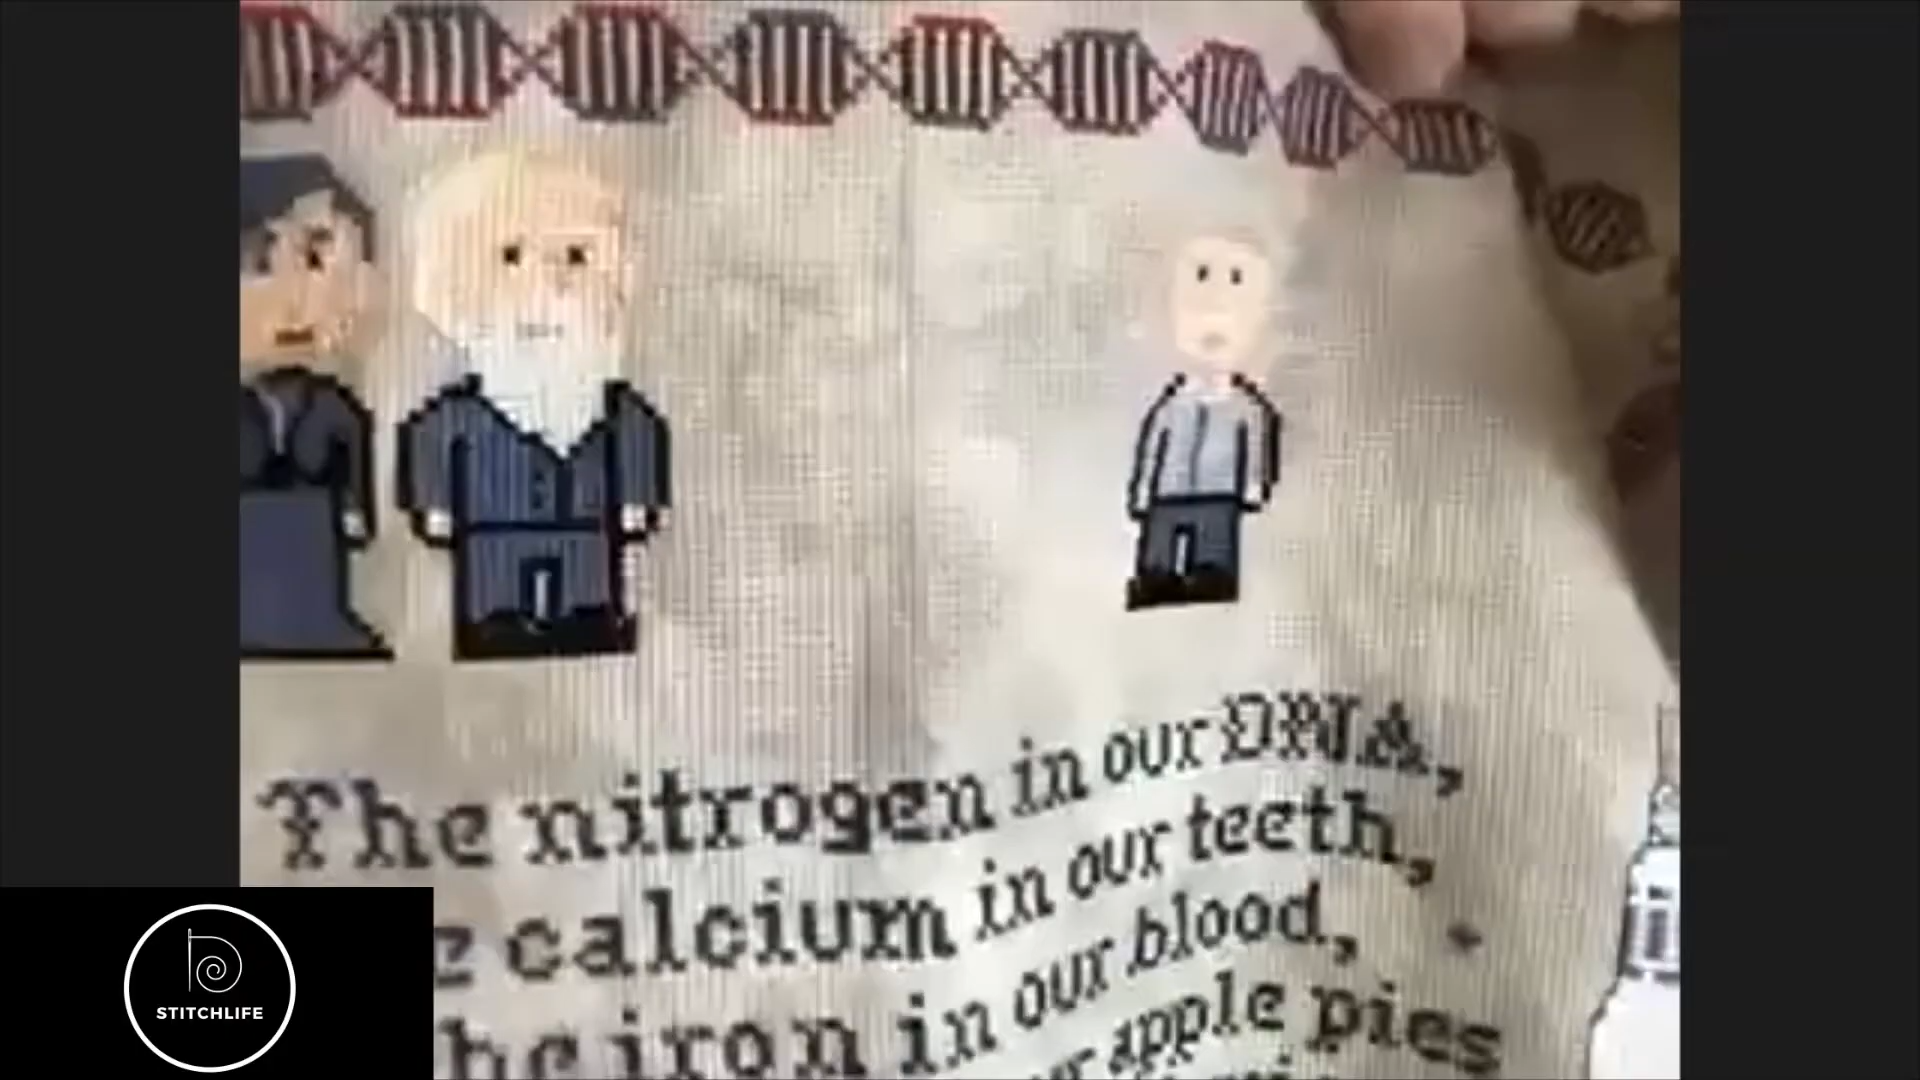 The nitrogen in our DNA,
calcium in our teeth,
iron in our blood,
apple pies
STITCHLIFE